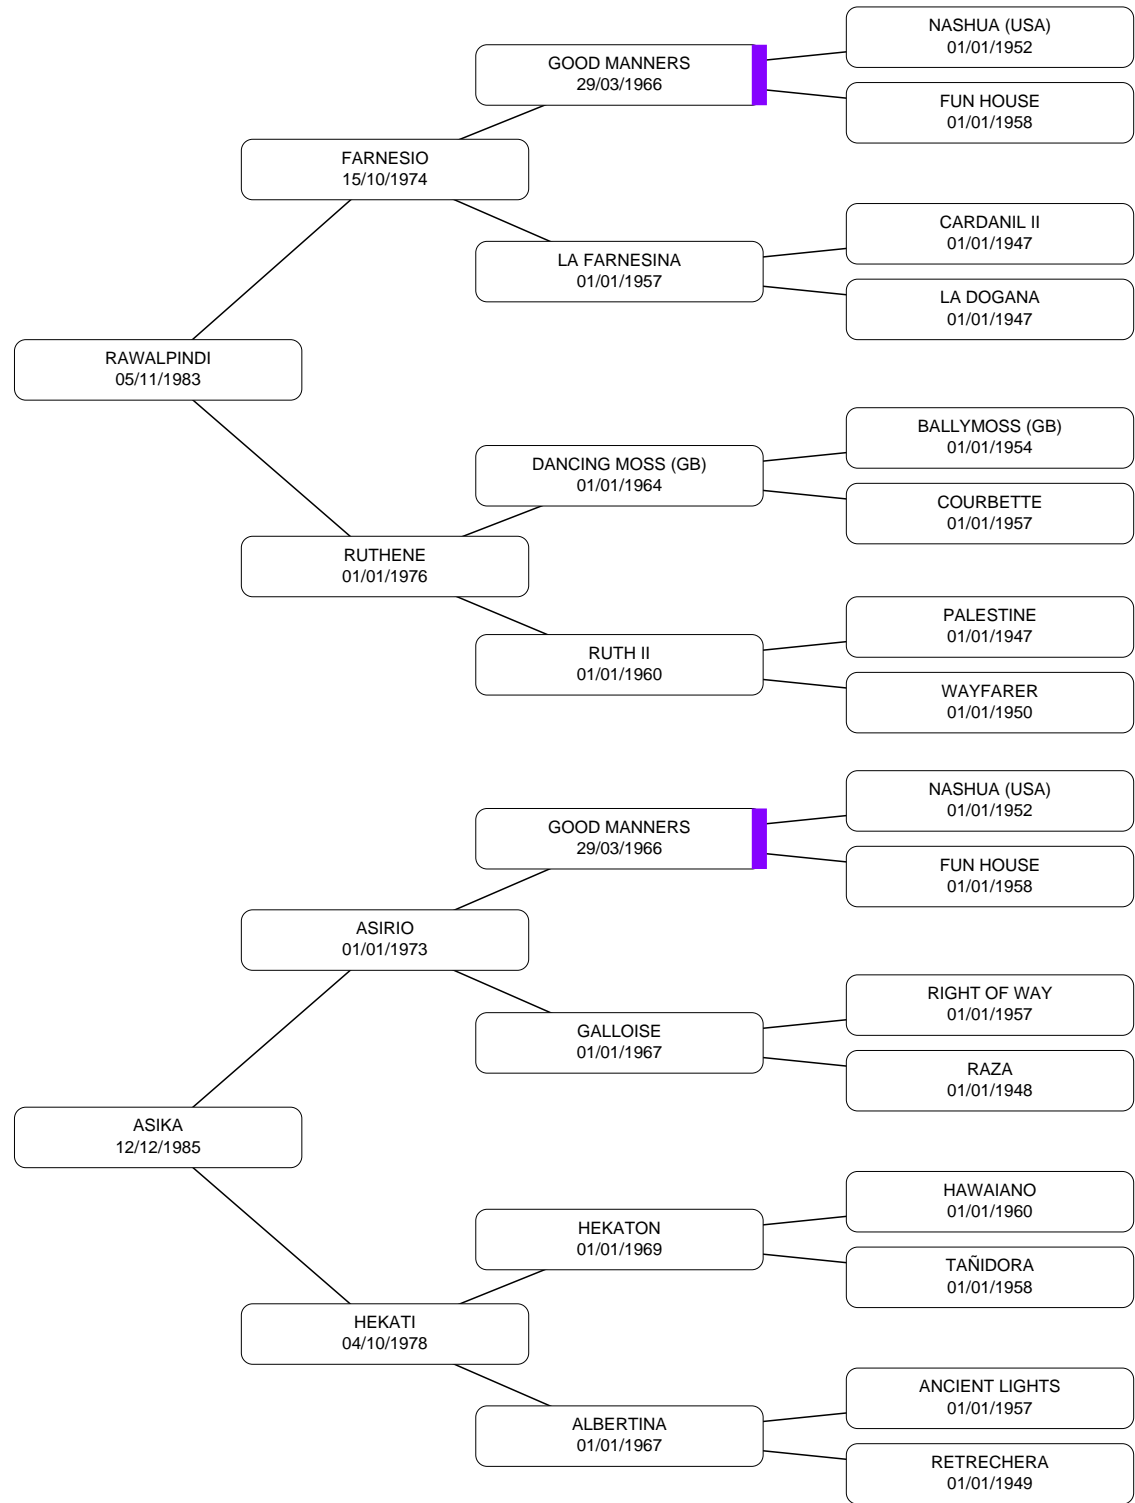 NASHUA (USA)
01/01/1952
GOOD MANNERS
29/03/1966
FUN HOUSE
01/01/1958
FARNESIO
15/10/1974
CARDANIL II
01/01/1947
LA FARNESINA
01/01/1957
LA DOGANA
01/01/1947
RAWALPINDI
05/11/1983
BALLYMOSS (GB)
01/01/1954
DANCING MOSS (GB)
01/01/1964
COURBETTE
01/01/1957
RUTHENE
01/01/1976
PALESTINE
01/01/1947
RUTH II
01/01/1960
WAYFARER
01/01/1950
NASHUA (USA)
01/01/1952
GOOD MANNERS
29/03/1966
FUN HOUSE
01/01/1958
ASIRIO
01/01/1973
RIGHT OF WAY
01/01/1957
GALLOISE
01/01/1967
RAZA
01/01/1948
ASIKA
12/12/1985
HAWAIANO
01/01/1960
HEKATON
01/01/1969
TAÑIDORA
01/01/1958
HEKATI
04/10/1978
ANCIENT LIGHTS
01/01/1957
ALBERTINA
01/01/1967
RETRECHERA
01/01/1949